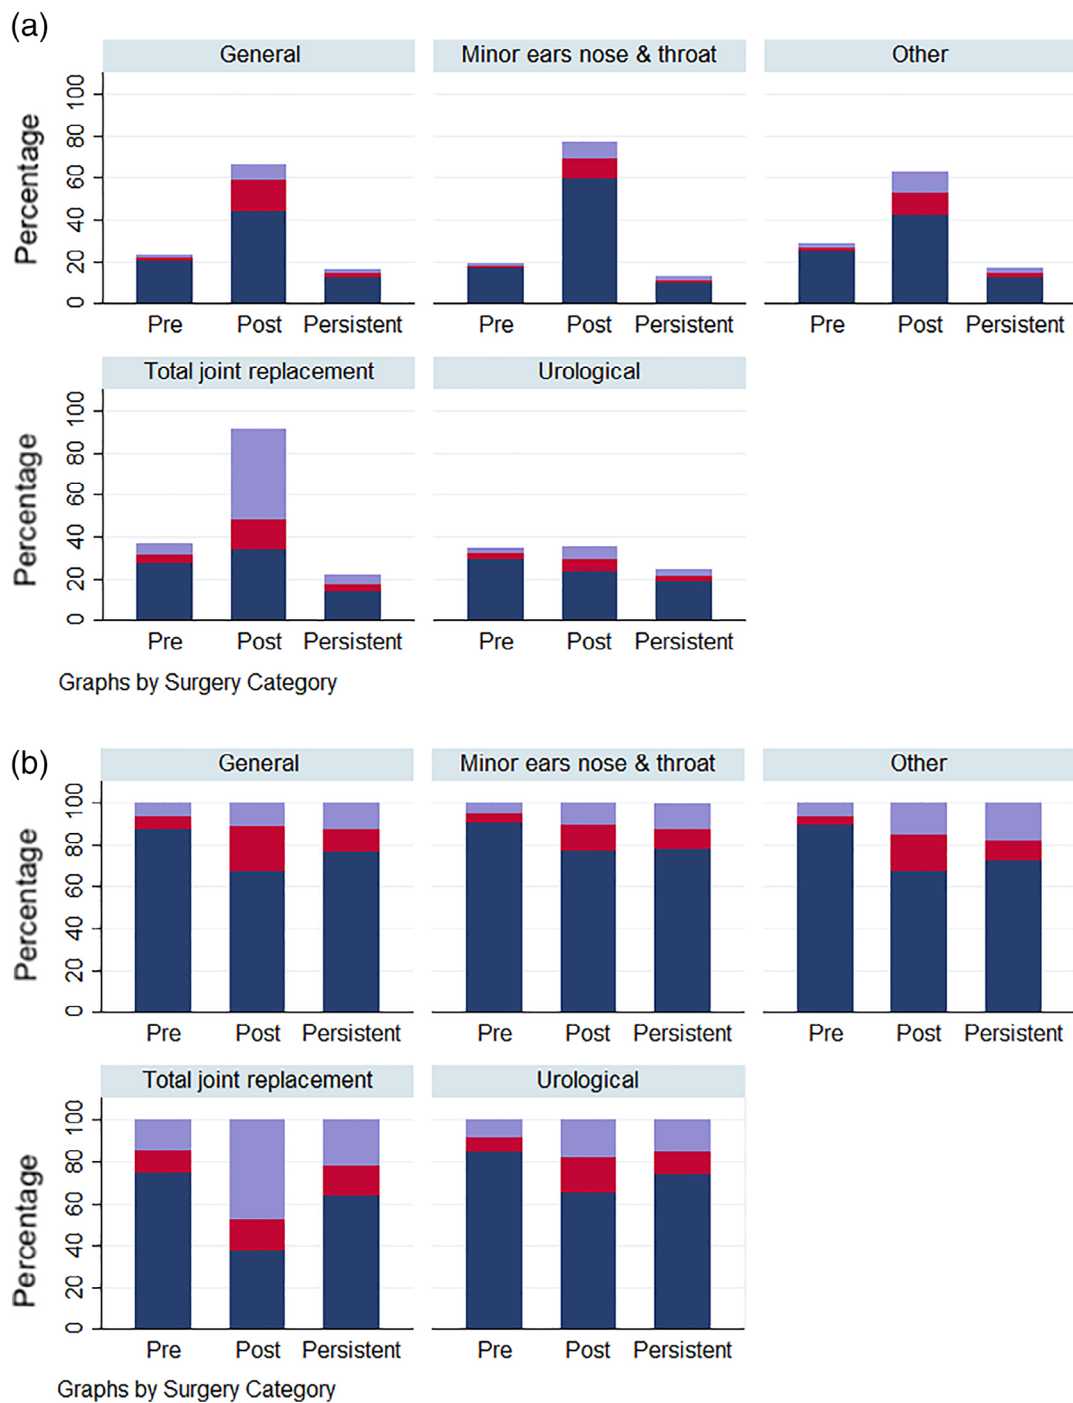 (a)
General Minor ears nose & throat Other
Percentage
100
80
60
40
20
0
Pre Post Persistent Pre Post Persistent Pre Post Persistent
Total joint replacement Urological
Percentage
100
80
60
40
20
0
Pre Post Persistent Pre Post Persistent
Graphs by Surgery Category
(b)
General Minor ears nose & throat Other
Percentage
100
80
60
40
20
0
Pre Post Persistent Pre Post Persistent Pre Post Persistent
Total joint replacement Urological
Percentage
100
80
60
40
20
0
Pre Post Persistent Pre Post Persistent
Graphs by Surgery Category